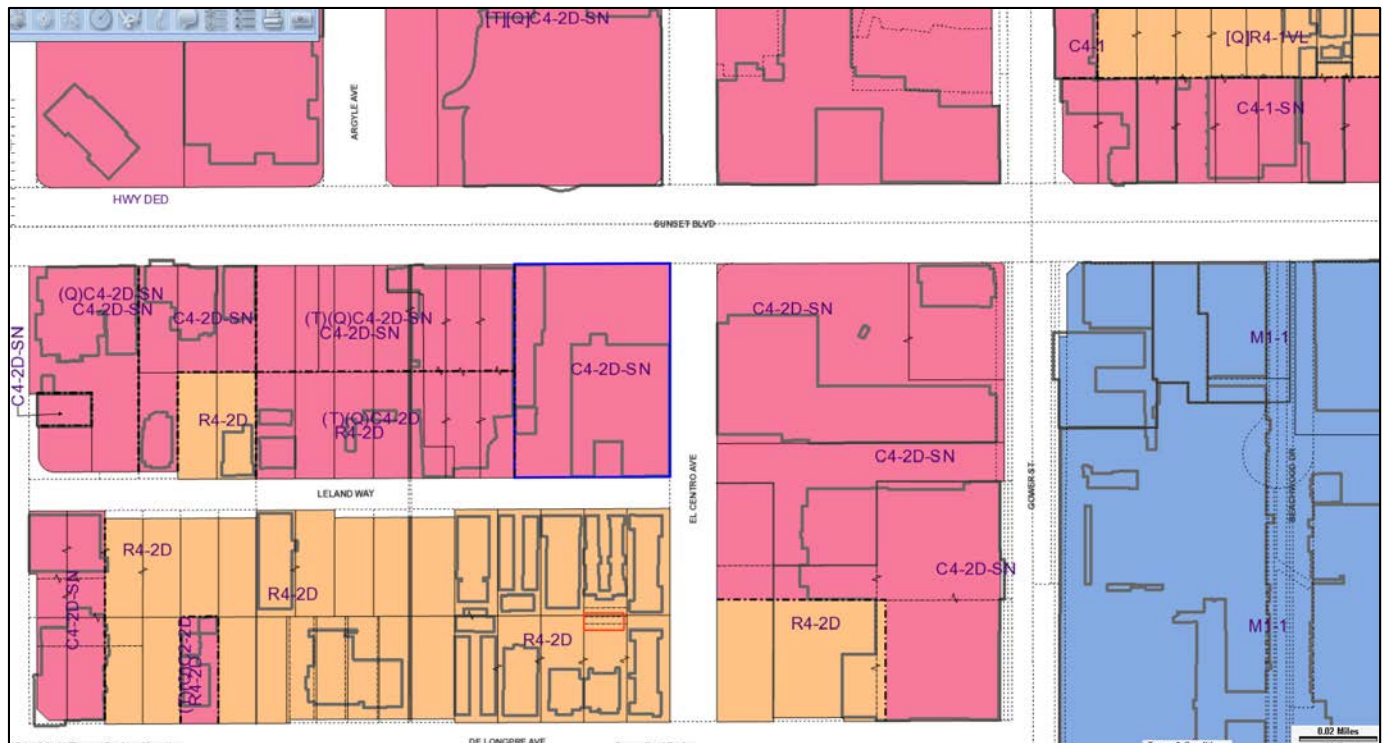 [T][Q]C4-2D-SN
C4-1
[Q]R4-1VL
C4-1-SN
ARGYLE AVE
HWY DED
SUNSET BLVD
(Q)C4-2D-SN
C4-2D-SN
C4-2D-SN
(T)(Q)C4-2D-SN
C4-2D-SN
C4-2D-SN
C4-2D-SN
C4-2D-SN
M1-1
R4-2D
(T)(Q)C4-2D
R4-2D
C4-2D-SN
LELAND WAY
EL CENTRO AVE
GOWER ST
BEACHWOOD DR
R4-2D
R4-2D
C4-2D-SN
C4-2D-SN
R4-2D
R4-2D
R4-2D
M1-1
DE LONGPRE AVE
0.02 Miles